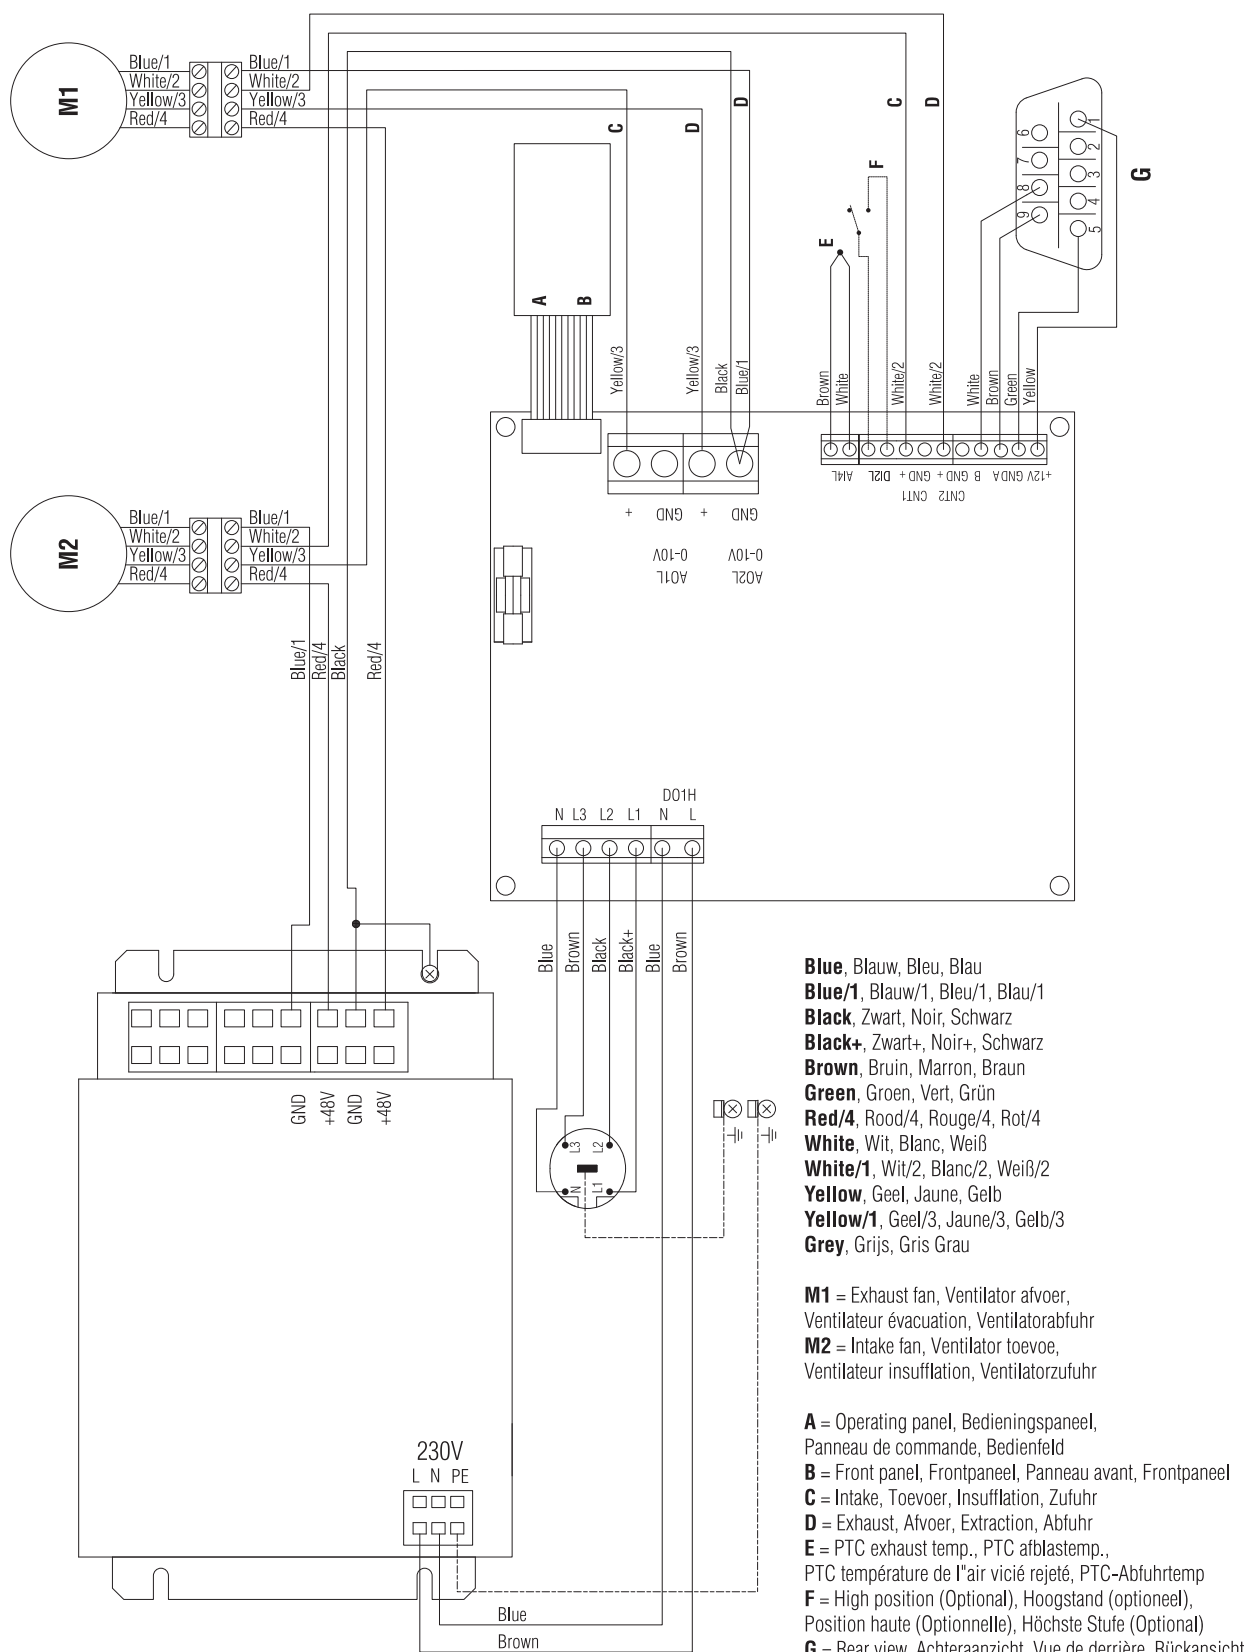 M1
Blue/1
White/2
Yellow/3
Red/4
Blue/1
White/2
Yellow/3
Red/4
C
D
D
C
D
F
E
G
6
7
8
9
1
2
3
4
5
A
B
Yellow/3
Yellow/3
Black
Blue/1
Brown
White
White/2
White/2
White
Brown
Green
Yellow
+ GND + GND
0-10V 0-10V
AO1L AO2L
AI4L DI2L + GND + GND B A GND +12V
CNT1 CNT2
M2
Blue/1
White/2
Yellow/3
Red/4
Blue/1
White/2
Yellow/3
Red/4
Blue/1
Red/4
Black
Red/4
DO1H
N L3 L2 L1 N L
Blue
Brown
Black
Black+
Blue
Brown
GND
+48V
GND
+48V
L3 L2
N L1
230V
L N PE
Blue
Brown
Blue, Blauw, Bleu, Blau
Blue/1, Blauw/1, Bleu/1, Blau/1
Black, Zwart, Noir, Schwarz
Black+, Zwart+, Noir+, Schwarz
Brown, Bruin, Marron, Braun
Green, Groen, Vert, Grün
Red/4, Rood/4, Rouge/4, Rot/4
White, Wit, Blanc, Weiß
White/1, Wit/2, Blanc/2, Weiß/2
Yellow, Geel, Jaune, Gelb
Yellow/1, Geel/3, Jaune/3, Gelb/3
Grey, Grijs, Gris Grau
M1 = Exhaust fan, Ventilator afvoer,
Ventilateur évacuation, Ventilatorabfuhr
M2 = Intake fan, Ventilator toevoe,
Ventilateur insufflation, Ventilatorzufuhr
A = Operating panel, Bedieningspaneel,
Panneau de commande, Bedienfeld
B = Front panel, Frontpaneel, Panneau avant, Frontpaneel
C = Intake, Toevoer, Insufflation, Zufuhr
D = Exhaust, Afvoer, Extraction, Abfuhr
E = PTC exhaust temp., PTC afblastemp.,
PTC température de l"air vicié rejeté, PTC-Abfuhrtemp
F = High position (Optional), Hoogstand (optioneel),
Position haute (Optionnelle), Höchste Stufe (Optional)
G = Rear view, Achteraanzicht, Vue de derrière, Rückansicht